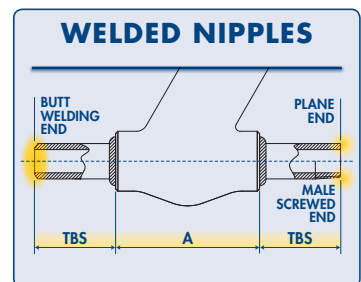 WELDED NIPPLES
BUTT
WELDING
END
PLANE
END
MALE
SCREWED
END
TBS
A
TBS